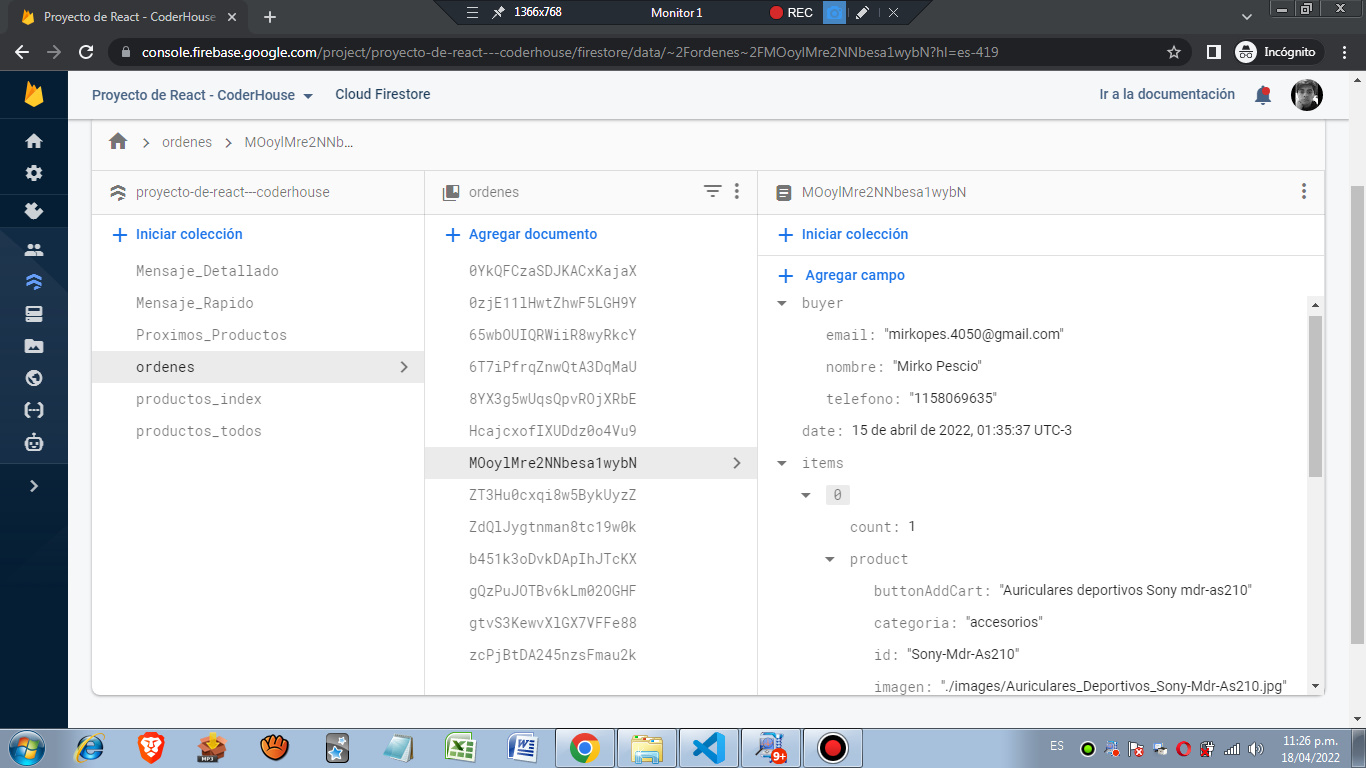 Proyecto de React - CoderHouse
1366x768
Monitor 1
REC
console.firebase.google.com/project/proyecto-de-react---coderhouse/firestore/data/~2Fordenes~2FMOoylMre2NNbesa1wybN?hl=es-419
Incógnito
Proyecto de React - CoderHouse
Cloud Firestore
Ir a la documentación
ordenes
MOoylMre2NNb...
proyecto-de-react---coderhouse
Iniciar colección
Mensaje_Detallado
Mensaje_Rapido
Proximos_Productos
ordenes
productos_index
productos_todos
ordenes
Agregar documento
0YkQFCzaSDJKACxKajaX
0zjE11lHwtZhwF5LGH9Y
65wbOUIQRWiiR8wyRkcY
6T7iPfrqZnwQtA3DqMaU
8YX3g5wUqsQpvROjXRbE
HcajcxofIXUDdz0o4Vu9
MOoylMre2NNbesa1wybN
ZT3Hu0cxqi8w5BykUyzZ
ZdQlJygtnman8tc19w0k
b451k3oDvkDApIhJTcKX
gQzPuJOTBv6kLm02OGHF
gtvS3KewvXlGX7VFFe88
zcPjBtDA245nzsFmau2k
MOoylMre2NNbesa1wybN
Iniciar colección
Agregar campo
buyer
email: "mirkopes.4050@gmail.com"
nombre: "Mirko Pescio"
telefono: "1158069635"
date: 15 de abril de 2022, 01:35:37 UTC-3
items
0
count: 1
product
buttonAddCart: "Auriculares deportivos Sony mdr-as210"
categoria: "accesorios"
id: "Sony-Mdr-As210"
imagen: "./images/Auriculares_Deportivos_Sony-Mdr-As210.jpg"
MP3
9+
ES
11:26 p.m.
18/04/2022